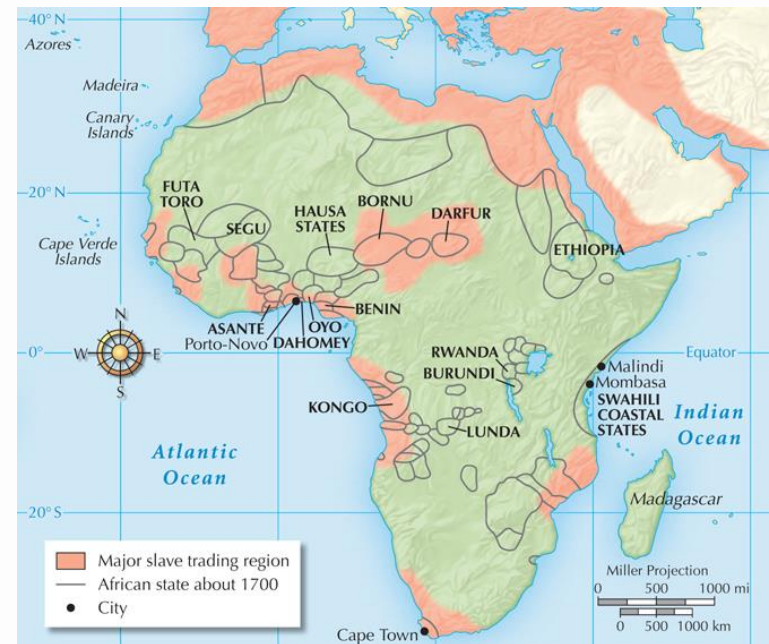 40°N
Azores
Madeira
Canary
Islands
20°N
FUTA
TORO
SEGU
HAUSA
STATES
BORNU
DARFUR
Cape Verde
Islands
ETHIOPIA
BENIN
ASANTE
OYO
Porto-Novo
DAHOMEY
N
W
E
S
0°
Equator
RWANDA
BURUNDI
Malindi
Mombasa
SWAHILI
COASTAL
STATES
Indian
Ocean
KONGO
LUNDA
Atlantic
Ocean
Madagascar
20°S
Major slave trading region
African state about 1700
City
Miller Projection
0 500 1000 mi
0 500 1000 km
Cape Town